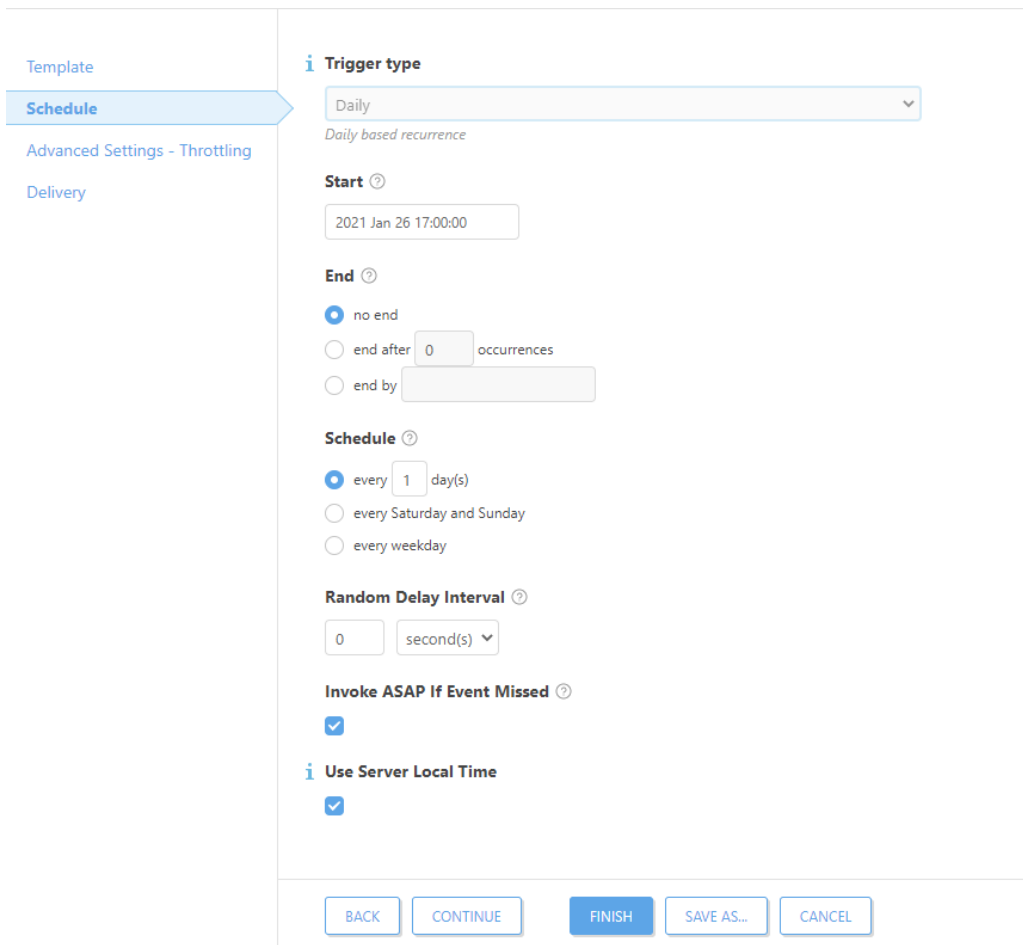 Template
Schedule
Advanced Settings - Throttling
Delivery
Trigger type
Daily
Daily based recurrence
Start
2021 Jan 26 17:00:00
End
no end
end after 0 occurrences
end by
Schedule
every 1 day(s)
every Saturday and Sunday
every weekday
Random Delay Interval
0 second(s)
Invoke ASAP If Event Missed
Use Server Local Time
BACK CONTINUE FINISH SAVE AS... CANCEL